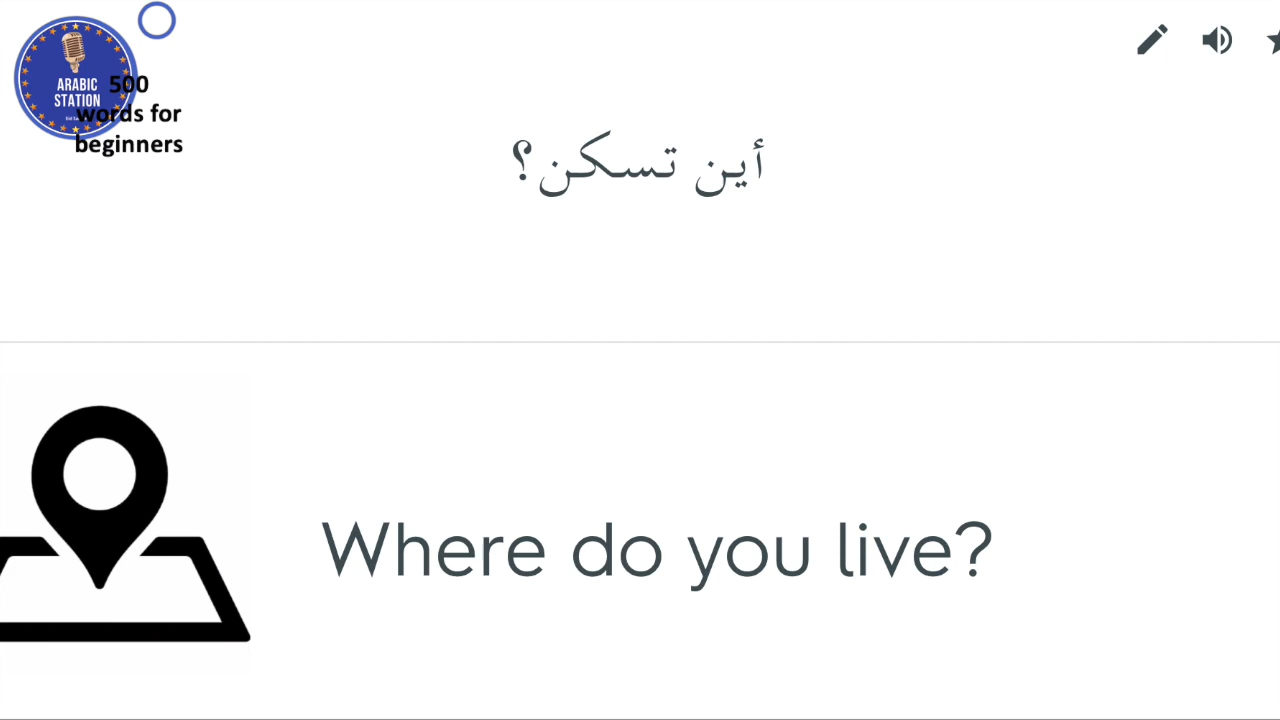 ARABIC
STATION
500
words for
beginners
أين تسكن؟
Where do you live?